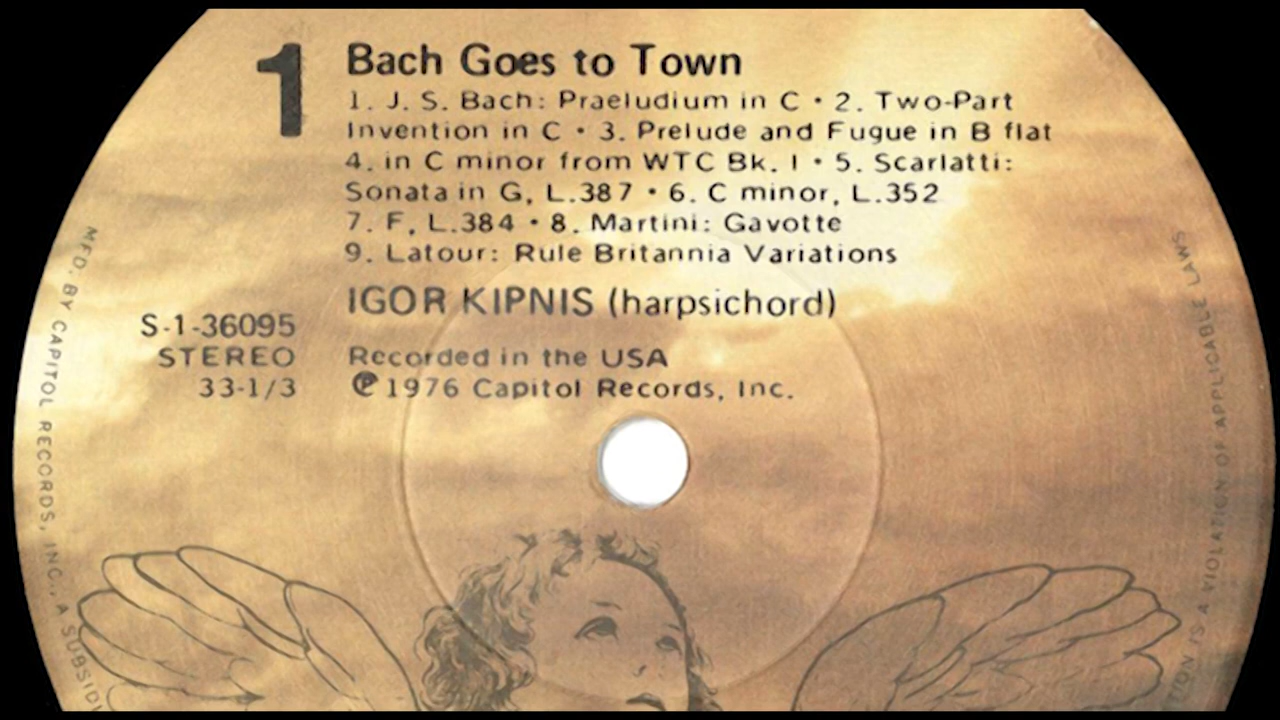 1
Bach Goes to Town
1. J. S. Bach: Praeludium in C • 2. Two-Part
Invention in C • 3. Prelude and Fugue in B flat
4. in C minor from WTC Bk. I • 5. Scarlatti:
Sonata in G, L.387 • 6. C minor, L.352
7. F, L.384 • 8. Martini: Gavotte
9. Latour: Rule Britannia Variations
IGOR KIPNIS (harpsichord)
S-1-36095
STEREO
33-1/3
Recorded in the USA
℗ 1976 Capitol Records, Inc.
MFD. BY CAPITOL RECORDS, INC., A SUBSIDI
TION IS A VIOLATION OF APPLICABLE LAWS